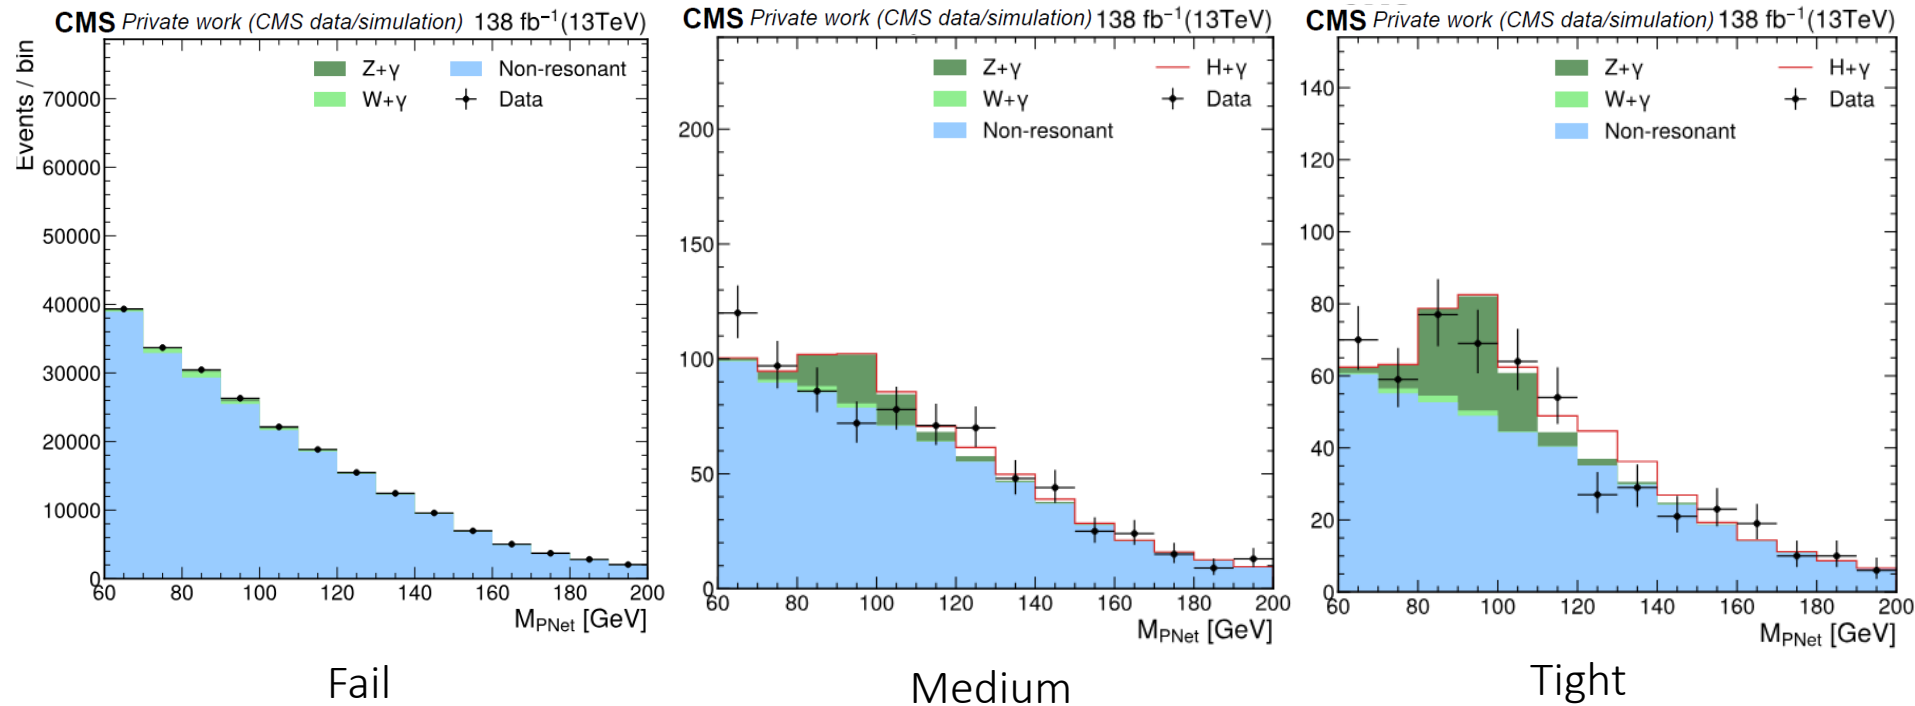 CMS Private work (CMS data/simulation) 138 fb⁻¹(13TeV)
Events / bin
Z+γ Non-resonant
W+γ Data
70000
60000
50000
40000
30000
20000
10000
0
60 80 100 120 140 160 180 200
MPNet [GeV]
Fail
CMS Private work (CMS data/simulation) 138 fb⁻¹(13TeV)
Z+γ H+γ
W+γ Data
Non-resonant
200
150
100
50
0
60 80 100 120 140 160 180 200
MPNet [GeV]
Medium
CMS Private work (CMS data/simulation) 138 fb⁻¹(13TeV)
Z+γ H+γ
W+γ Data
Non-resonant
140
120
100
80
60
40
20
0
60 80 100 120 140 160 180 200
MPNet [GeV]
Tight